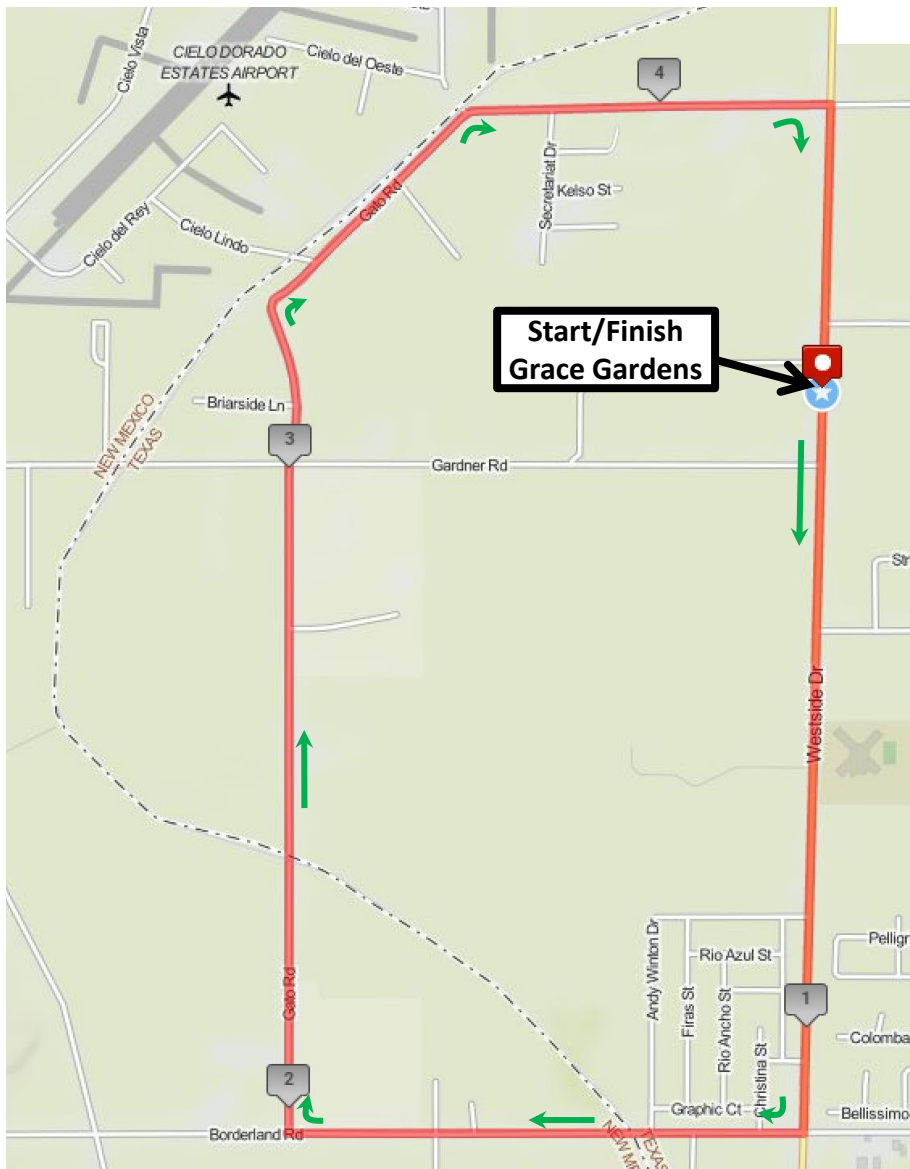 Cielo Vista
CIELO DORADO
ESTATES AIRPORT
Cielo del Oeste
4
Secretariat Dr
Kelso St
Gato Rd
Cielo del Rey
Cielo Lindo
Start/Finish
Grace Gardens
Briarside Ln
NEW MEXICO
TEXAS
3
Gardner Rd
Str
Westside Dr
Andy Winton Dr
Firas St
Rio Azul St
Rio Ancho St
Christina St
Pelligr
1
Colomba
Gato Rd
2
Graphic Ct
Bellissimo
Borderland Rd
TEXAS
NEW ME